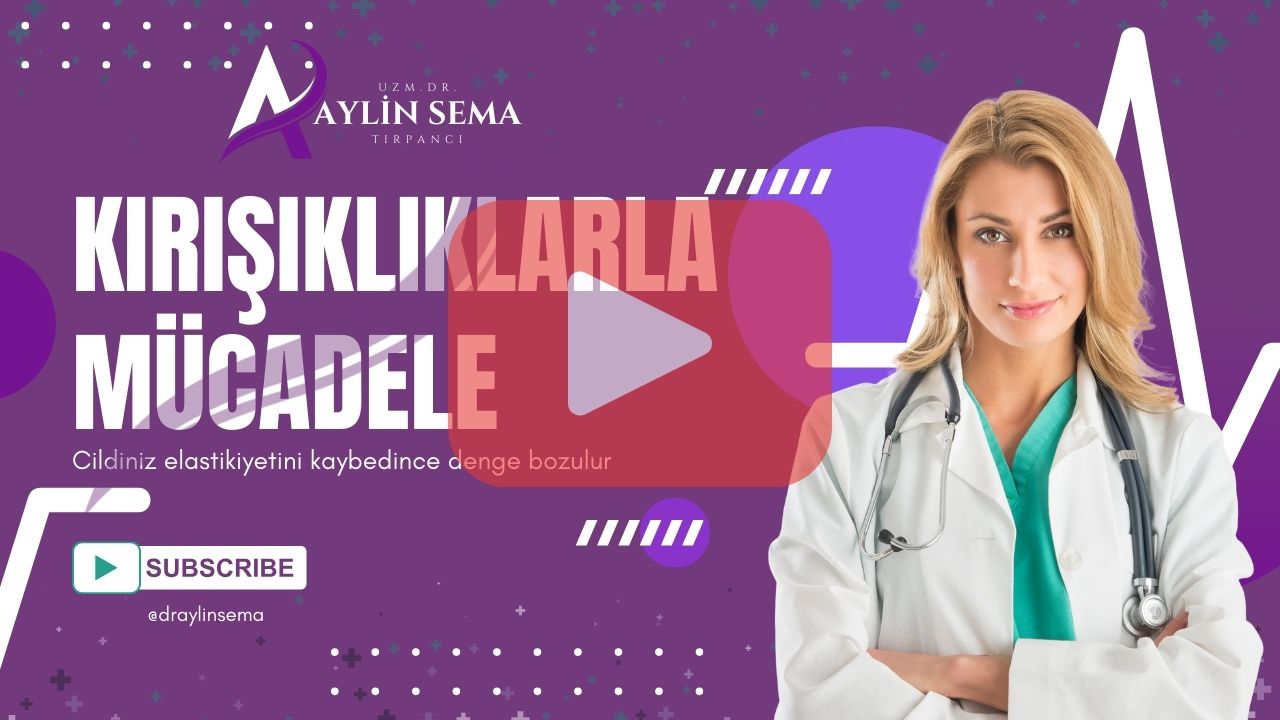 UZM.DR.
AYLİN SEMA
TIRPANCI
KIRIŞIKLIKLARLA
MÜCADELE
Cildiniz elastikiyetini kaybedince denge bozulur
SUBSCRIBE
@draylinsema